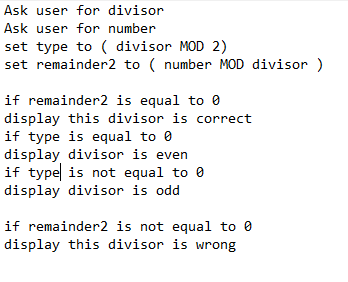 Ask user for divisor
Ask user for number
set type to ( divisor MOD 2)
set remainder2 to ( number MOD divisor )
if remainder2 is equal to 0
display this divisor is correct
if type is equal to 0
display divisor is even
if type is not equal to 0
display divisor is odd
if remainder2 is not equal to 0
display this divisor is wrong